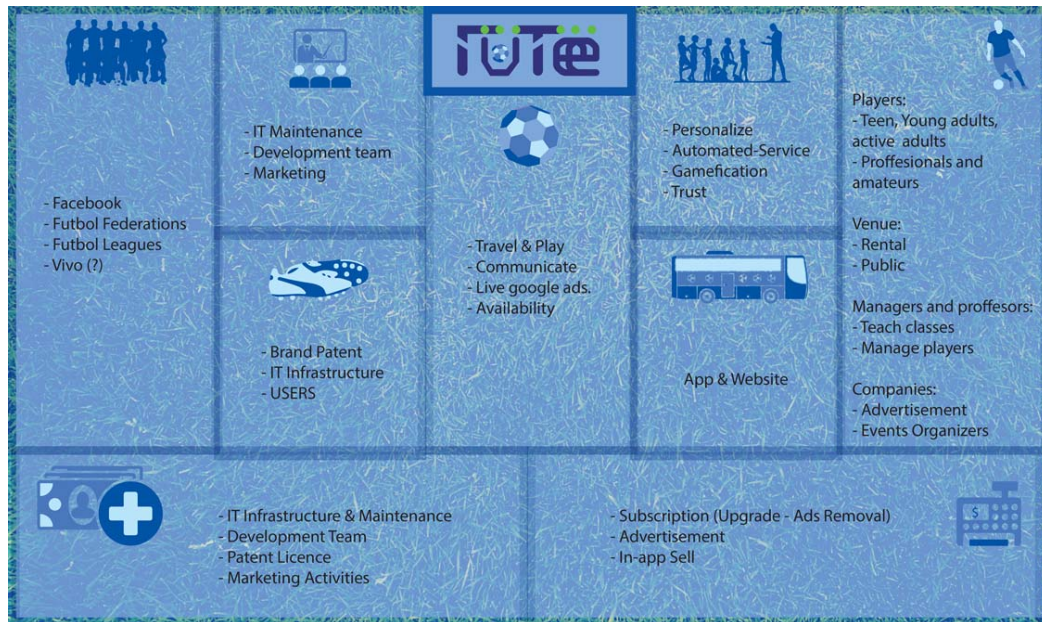 - Facebook
- Futbol Federations
- Futbol Leagues
- Vivo (?)
- IT Maintenance
- Development team
- Marketing
- Brand Patent
- IT Infrastructure
- USERS
- Travel & Play
- Communicate
- Live google ads.
- Availability
- Personalize
- Automated-Service
- Gamefication
- Trust
App & Website
Players:
- Teen, Young adults,
active adults
- Proffesionals and
amateurs
Venue:
- Rental
- Public
Managers and proffesors:
- Teach classes
- Manage players
Companies:
- Advertisement
- Events Organizers
- IT Infrastructure & Maintenance
- Development Team
- Patent Licence
- Marketing Activities
$
- Subscription (Upgrade - Ads Removal)
- Advertisement
- In-app Sell